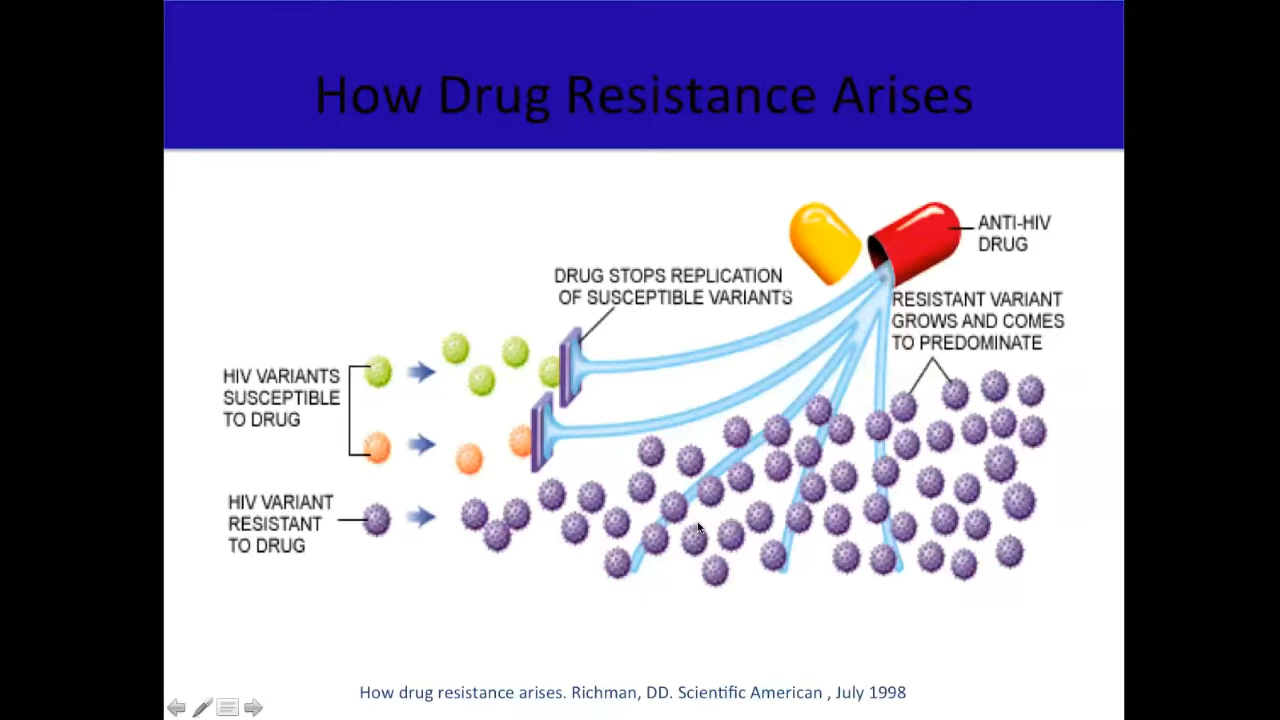 How Drug Resistance Arises
ANTI-HIV
DRUG
DRUG STOPS REPLICATION
OF SUSCEPTIBLE VARIANTS
RESISTANT VARIANT
GROWS AND COMES
TO PREDOMINATE
HIV VARIANTS
SUSCEPTIBLE
TO DRUG
HIV VARIANT
RESISTANT
TO DRUG
How drug resistance arises. Richman, DD. Scientific American , July 1998